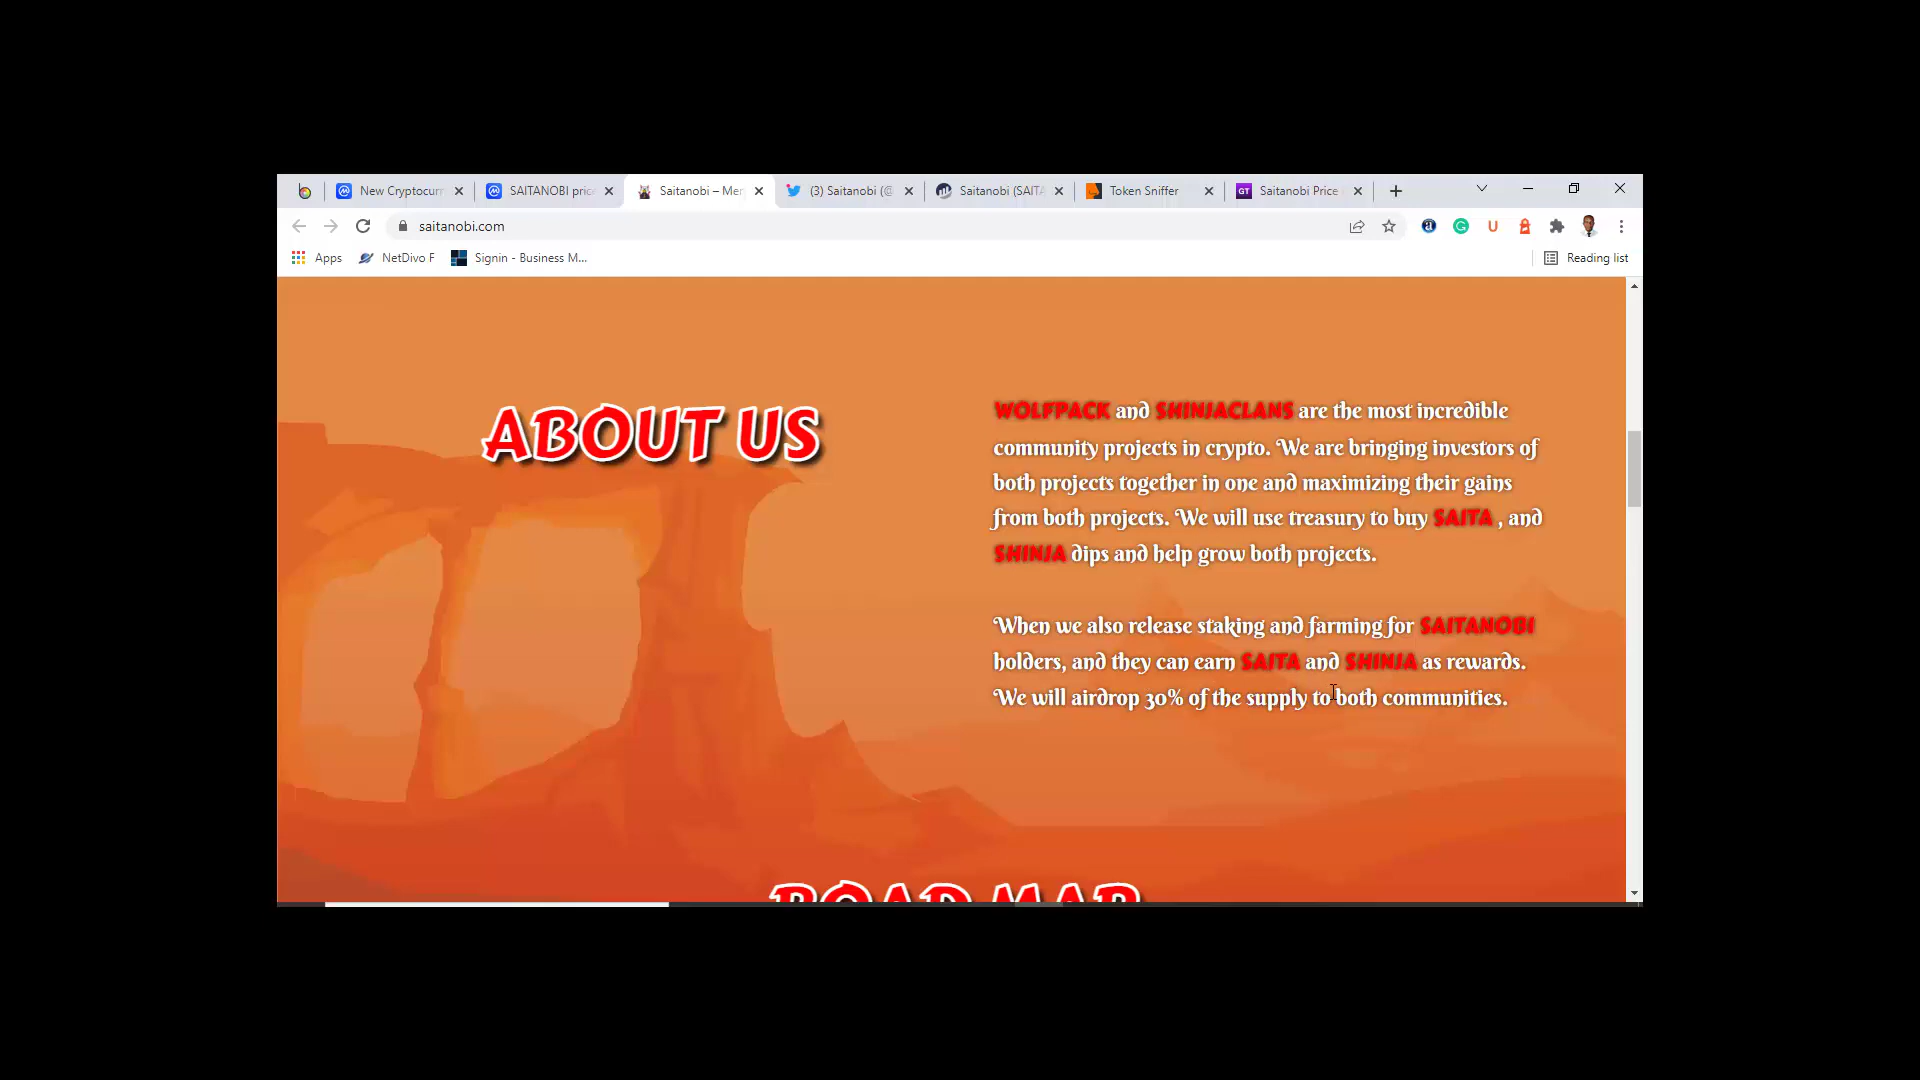 New Cryptocurr
SAITANOBI pric
Saitanobi – Mer
(3) Saitanobi (@
Saitanobi (SAITA
Token Sniffer
GT Saitanobi Price
saitanobi.com
Apps
NetDivo F
Signin - Business M...
Reading list
ABOUT US
WOLFPACK and SHINJACLANS are the most incredible
community projects in crypto. We are bringing investors of
both projects together in one and maximizing their gains
from both projects. We will use treasury to buy SAITA , and
SHINJA dips and help grow both projects.
When we also release staking and farming for SAITANOBI
holders, and they can earn SAITA and SHINJA as rewards.
We will airdrop 30% of the supply to both communities.
ROAD MAP